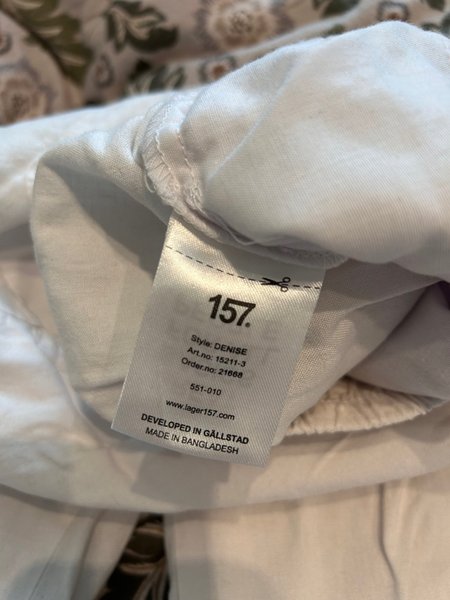 157.
Style: DENISE
Art.no: 15211-3
Order.no: 21668
551-010
www.lager157.com
DEVELOPED IN GÄLLSTAD
MADE IN BANGLADESH